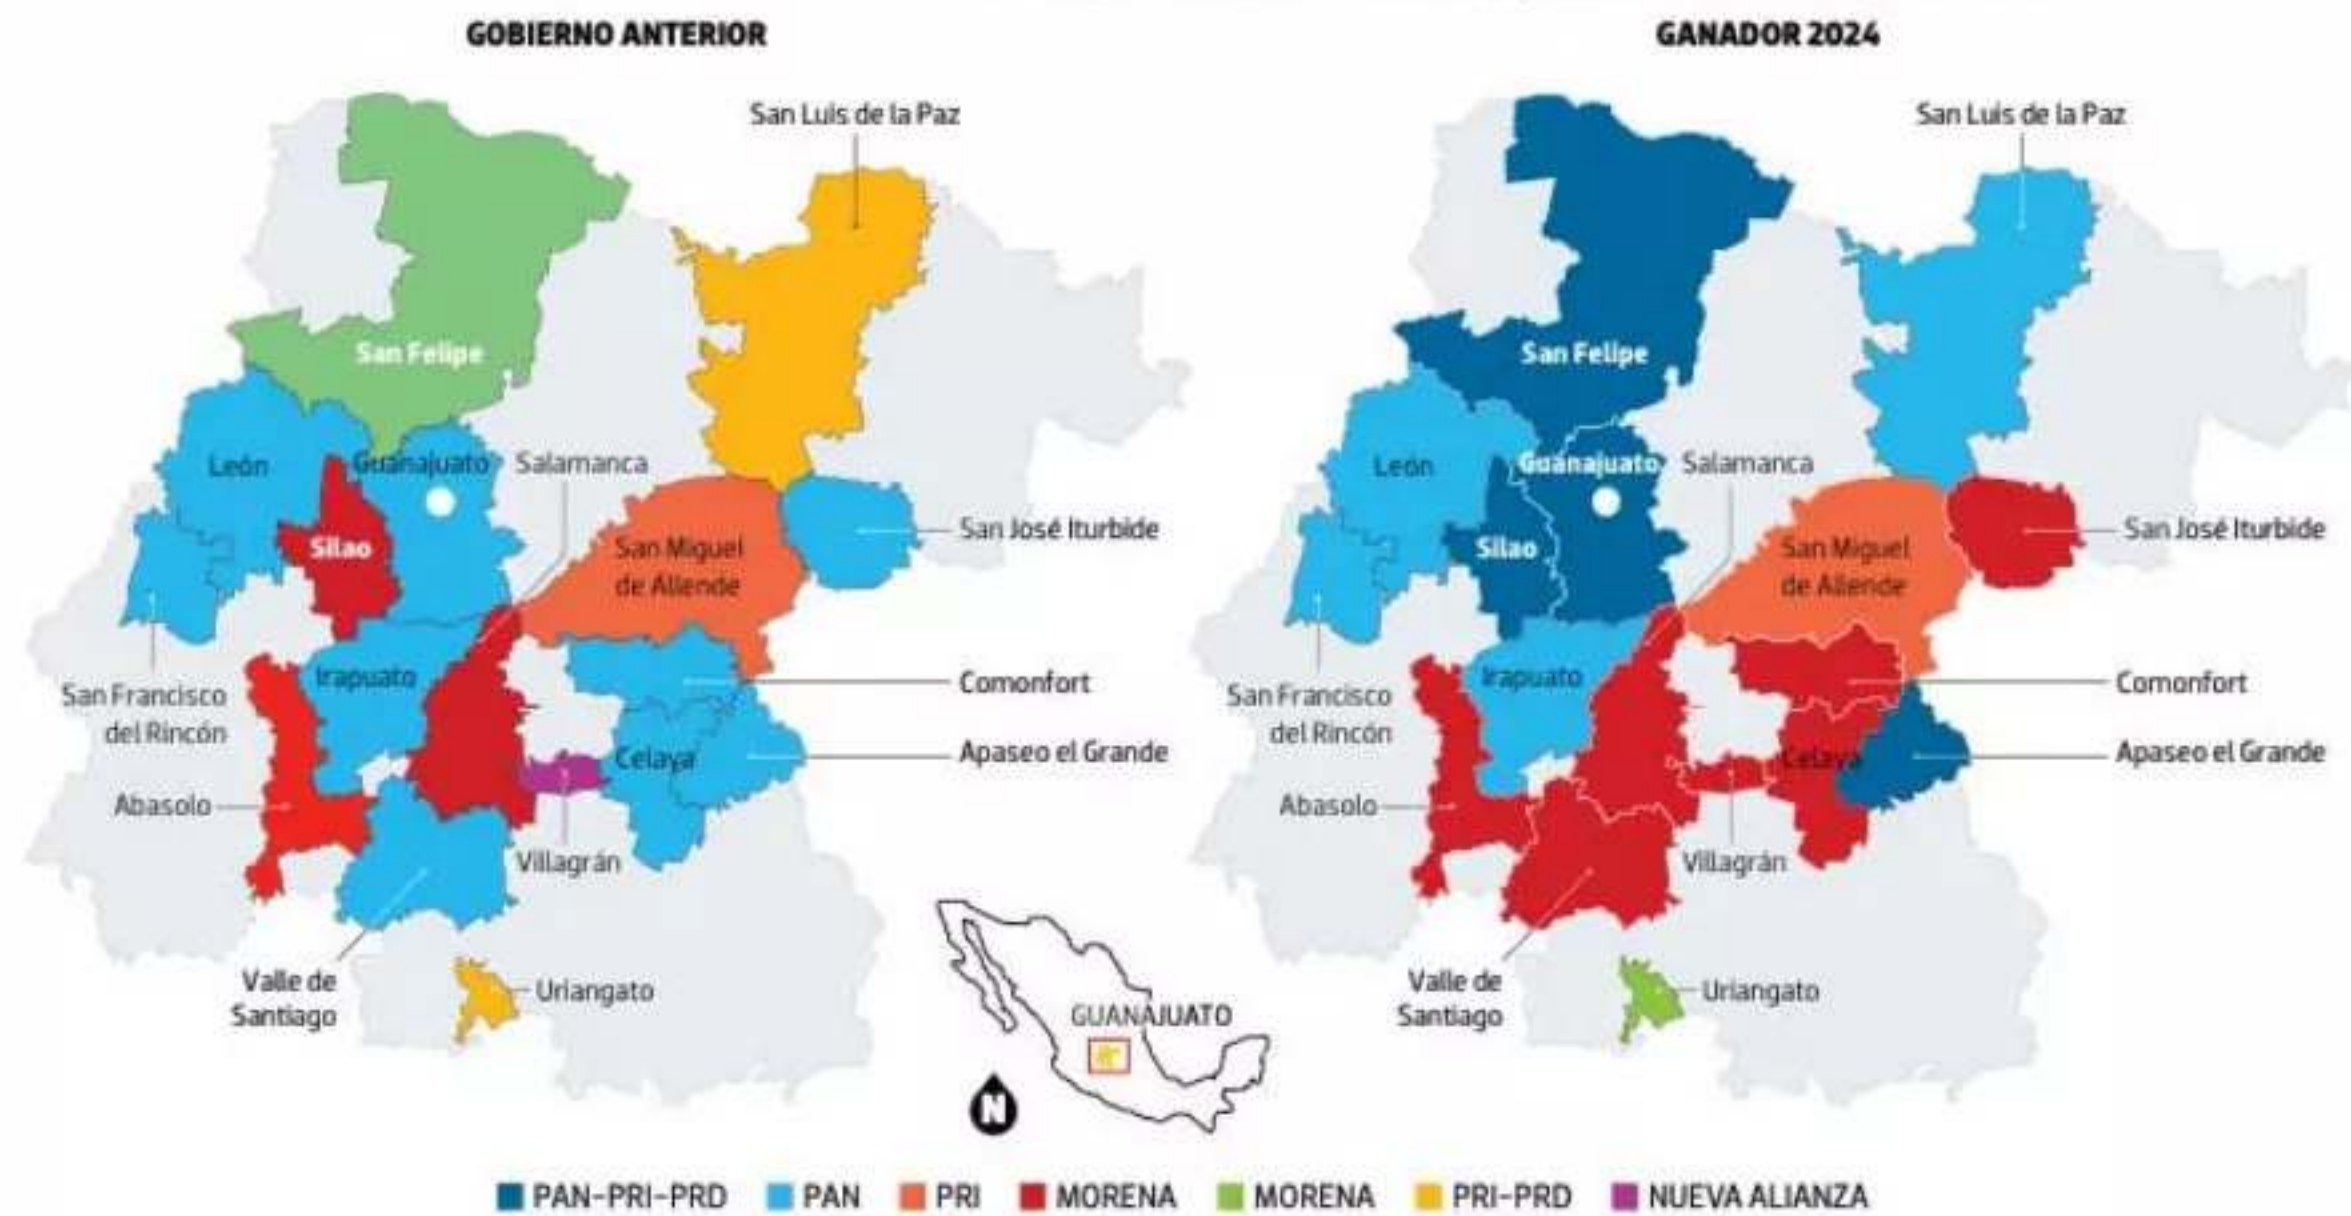 GOBIERNO ANTERIOR
San Luis de la Paz
San Felipe
León
Guanajuato
Salamanca
Silao
San Miguel
de Allende
San José Iturbide
Irapuato
San Francisco
del Rincón
Comonfort
Celaya
Apaseo el Grande
Abasolo
Villagrán
Valle de
Santiago
Uriangato
GANADOR 2024
San Luis de la Paz
San Felipe
León
Guanajuato
Salamanca
Silao
San Miguel
de Allende
San José Iturbide
Irapuato
San Francisco
del Rincón
Comonfort
Celaya
Apaseo el Grande
Abasolo
Villagrán
Valle de
Santiago
Uriangato
GUANAJUATO
N
PAN-PRI-PRD
PAN
PRI
MORENA
MORENA
PRI-PRD
NUEVA ALIANZA